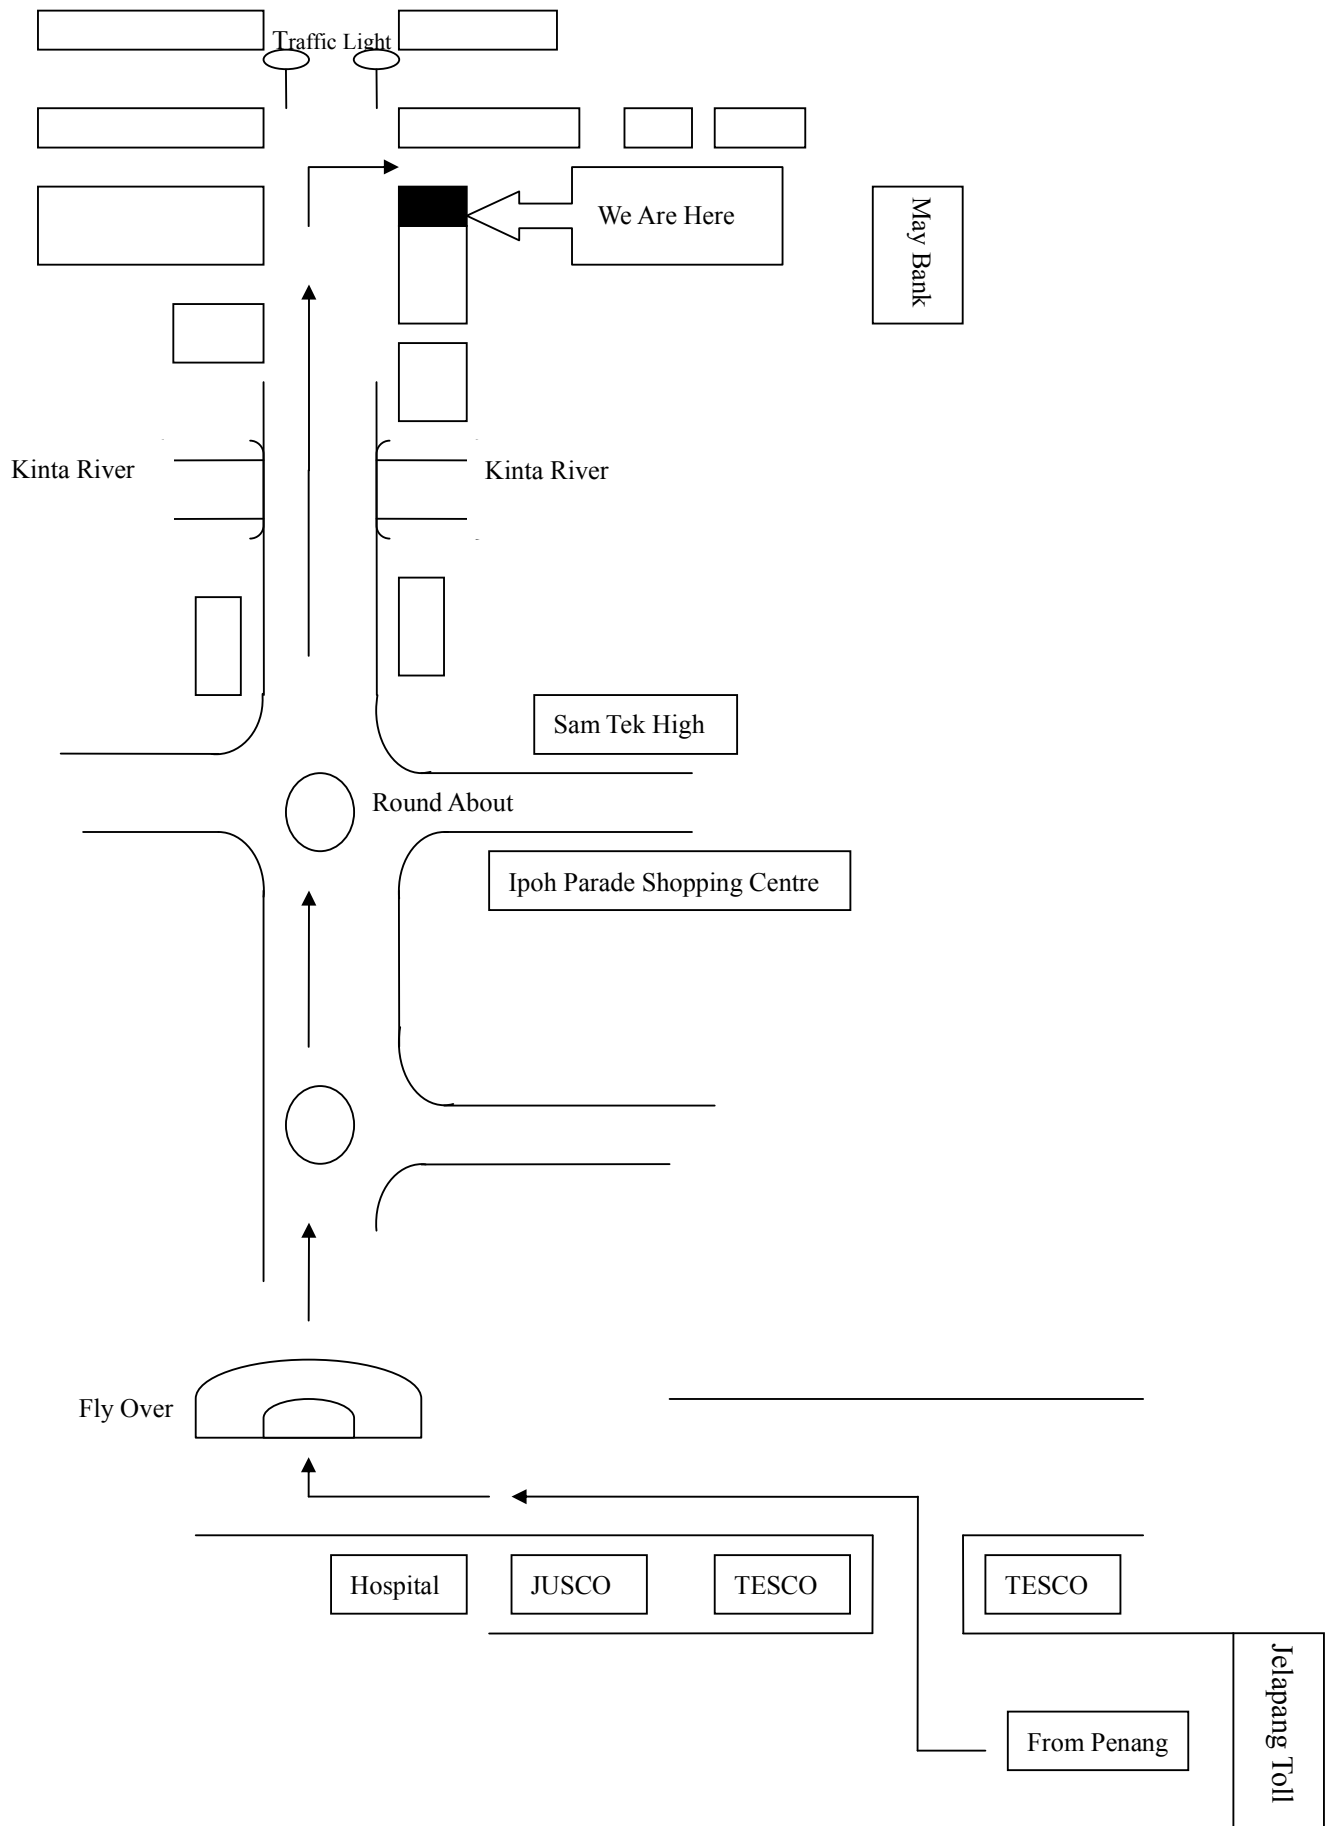 Traffic Light
We Are Here
May Bank
Kinta River
Kinta River
Sam Tek High
Round About
Ipoh Parade Shopping Centre
Fly Over
Hospital
JUSCO
TESCO
TESCO
Jelapang Toll
From Penang